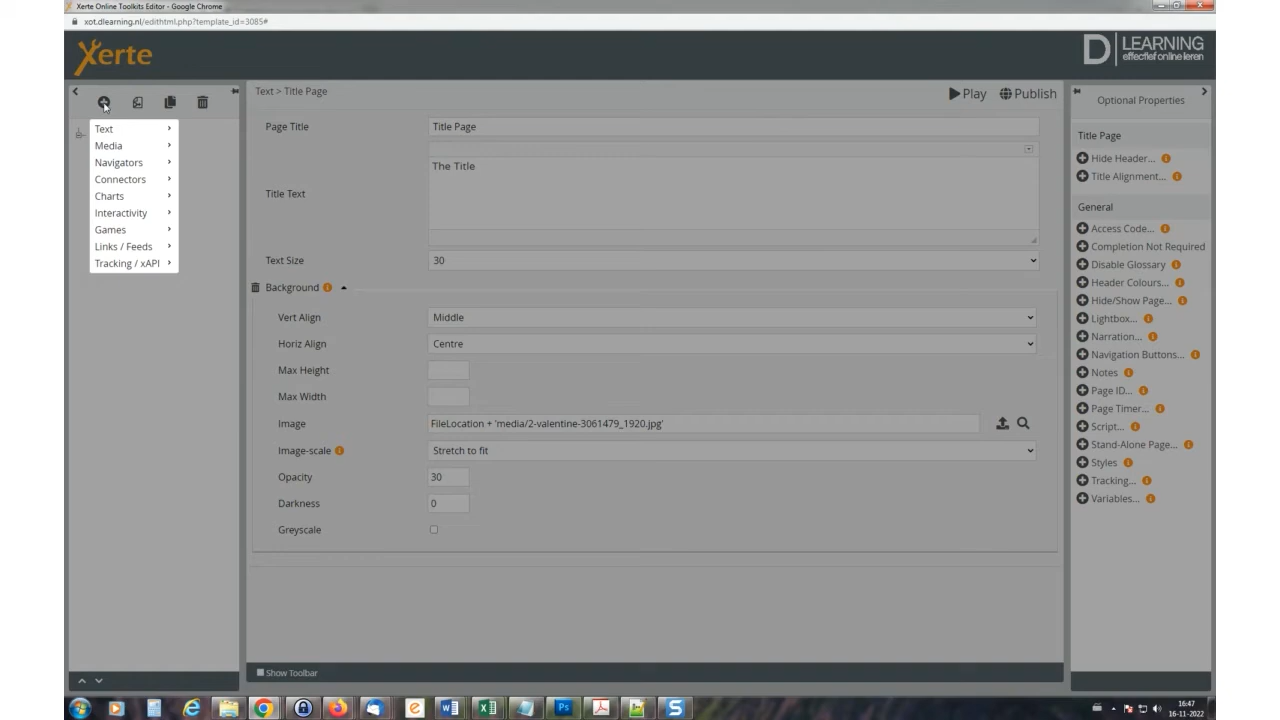 Xerte Online Toolkits Editor - Google Chrome
xot.dlearning.nl/edithtml.php?template_id=3085#
Xerte
D LEARNING
effectief online leren
Text > Title Page
Play
Publish
Optional Properties
Text
Media
Navigators
Connectors
Charts
Interactivity
Games
Links / Feeds
Tracking / xAPI
Page Title
Title Page
Title Text
The Title
Text Size
30
Background
Vert Align
Middle
Horiz Align
Centre
Max Height
Max Width
Image
FileLocation + 'media/2-valentine-3061479_1920.jpg'
Image-scale
Stretch to fit
Opacity
30
Darkness
0
Greyscale
Title Page
Hide Header...
Title Alignment...
General
Access Code...
Completion Not Required
Disable Glossary
Header Colours...
Hide/Show Page...
Lightbox...
Narration...
Navigation Buttons...
Notes
Page ID...
Page Timer...
Script...
Stand-Alone Page...
Styles
Tracking...
Variables...
Show Toolbar
16:47
16-11-2022